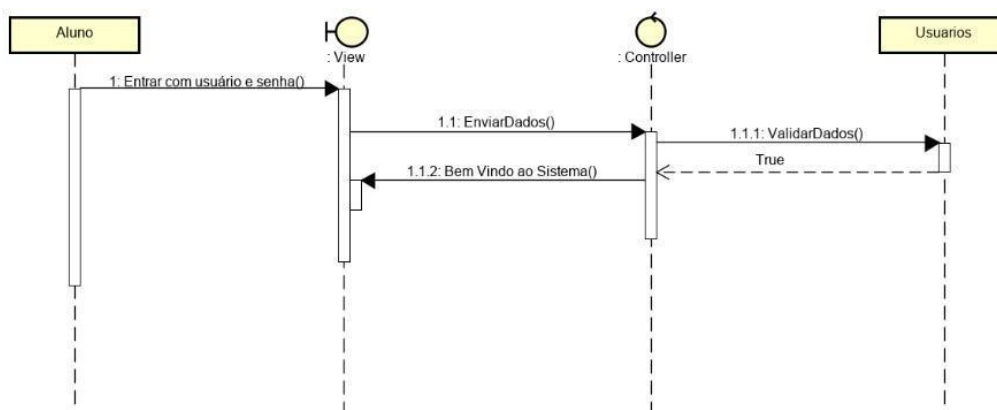 Aluno
: View
: Controller
Usuarios
1: Entrar com usuário e senha()
1.1: EnviarDados()
1.1.1: ValidarDados()
True
1.1.2: Bem Vindo ao Sistema()